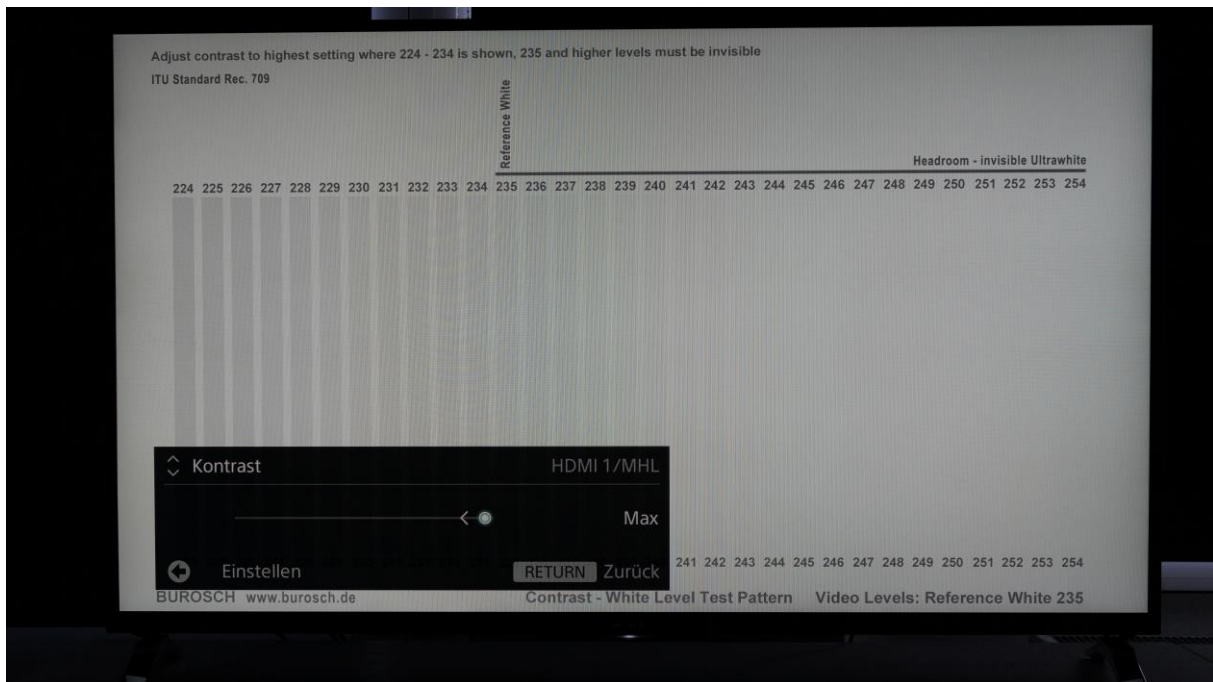 Adjust contrast to highest setting where 224 - 234 is shown, 235 and higher levels must be invisible
ITU Standard Rec. 709
Reference White
Headroom - invisible Ultrawhite
224 225 226 227 228 229 230 231 232 233 234 235 236 237 238 239 240 241 242 243 244 245 246 247 248 249 250 251 252 253 254
Kontrast HDMI 1/MHL
Max
241 242 243 244 245 246 247 248 249 250 251 252 253 254
Einstellen RETURN Zurück
BUROSCH www.burosch.de Contrast - White Level Test Pattern Video Levels: Reference White 235